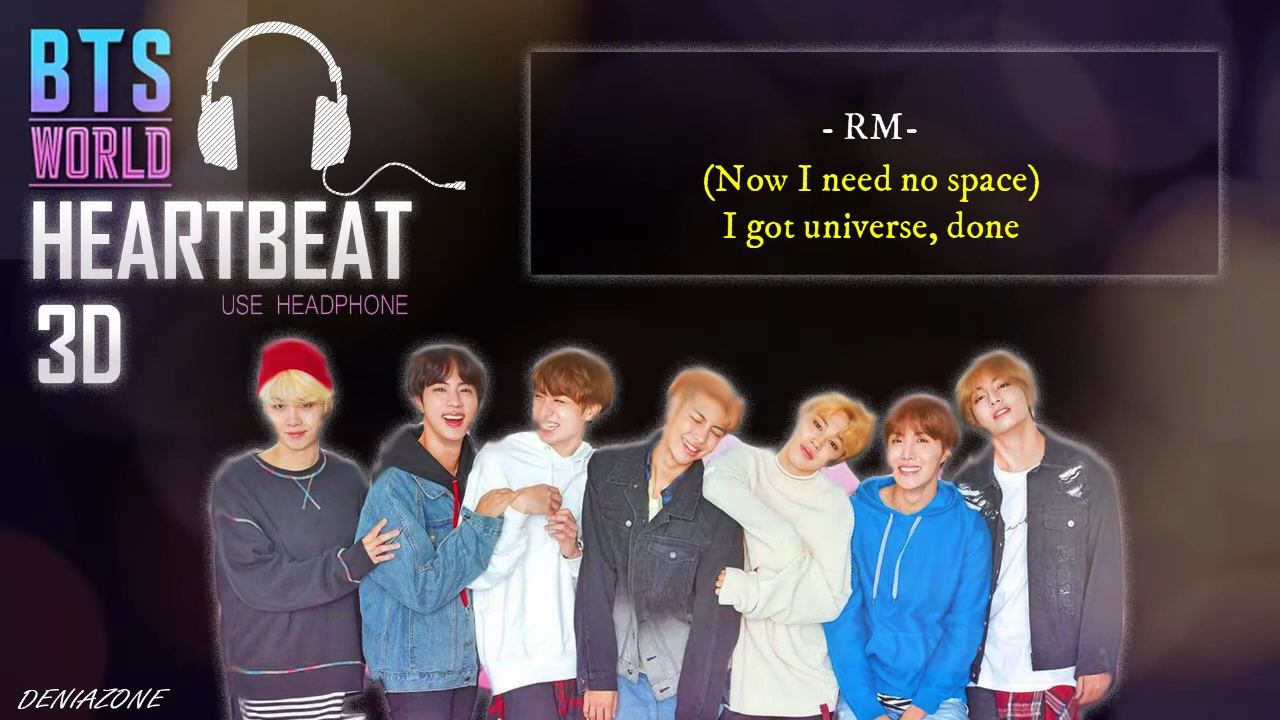 BTS
WORLD
HEARTBEAT
USE HEADPHONE
3D
- RM-
(Now I need no space)
I got universe, done
DENIAZONE